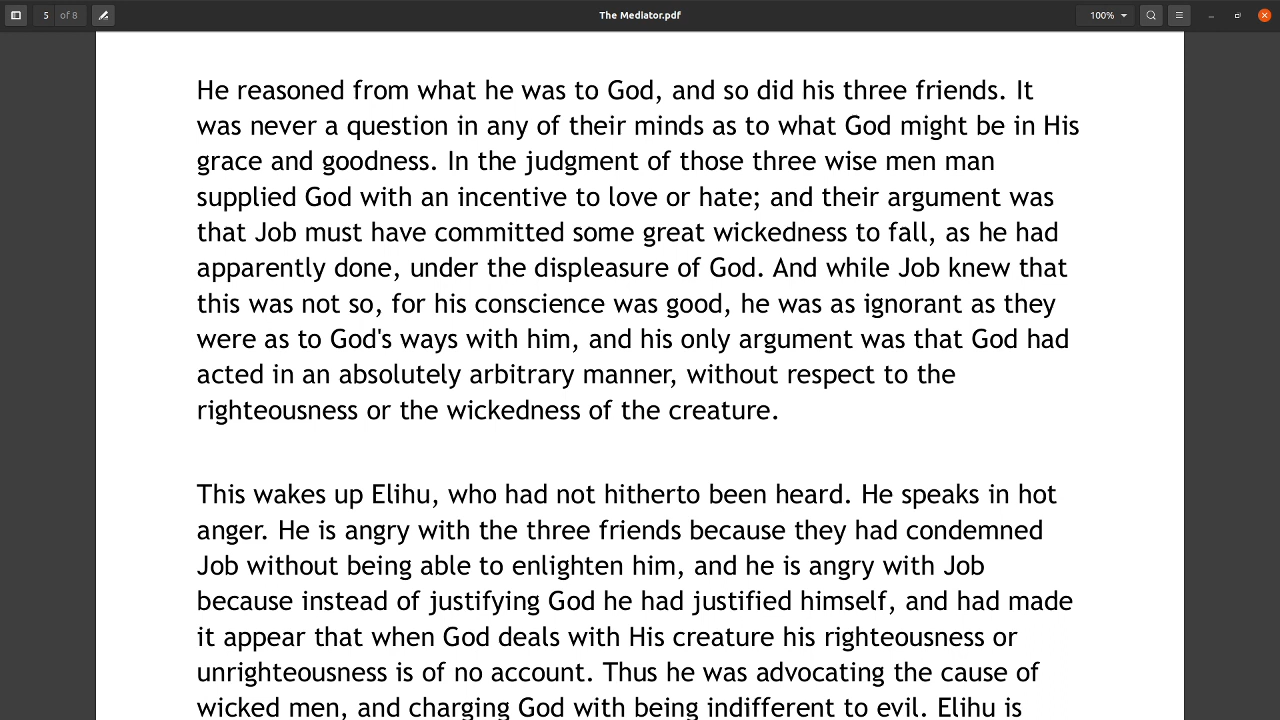 5 of 8
The Mediator.pdf
100%
He reasoned from what he was to God, and so did his three friends. It
was never a question in any of their minds as to what God might be in His
grace and goodness. In the judgment of those three wise men man
supplied God with an incentive to love or hate; and their argument was
that Job must have committed some great wickedness to fall, as he had
apparently done, under the displeasure of God. And while Job knew that
this was not so, for his conscience was good, he was as ignorant as they
were as to God's ways with him, and his only argument was that God had
acted in an absolutely arbitrary manner, without respect to the
righteousness or the wickedness of the creature.
This wakes up Elihu, who had not hitherto been heard. He speaks in hot
anger. He is angry with the three friends because they had condemned
Job without being able to enlighten him, and he is angry with Job
because instead of justifying God he had justified himself, and had made
it appear that when God deals with His creature his righteousness or
unrighteousness is of no account. Thus he was advocating the cause of
wicked men, and charging God with being indifferent to evil. Elihu is